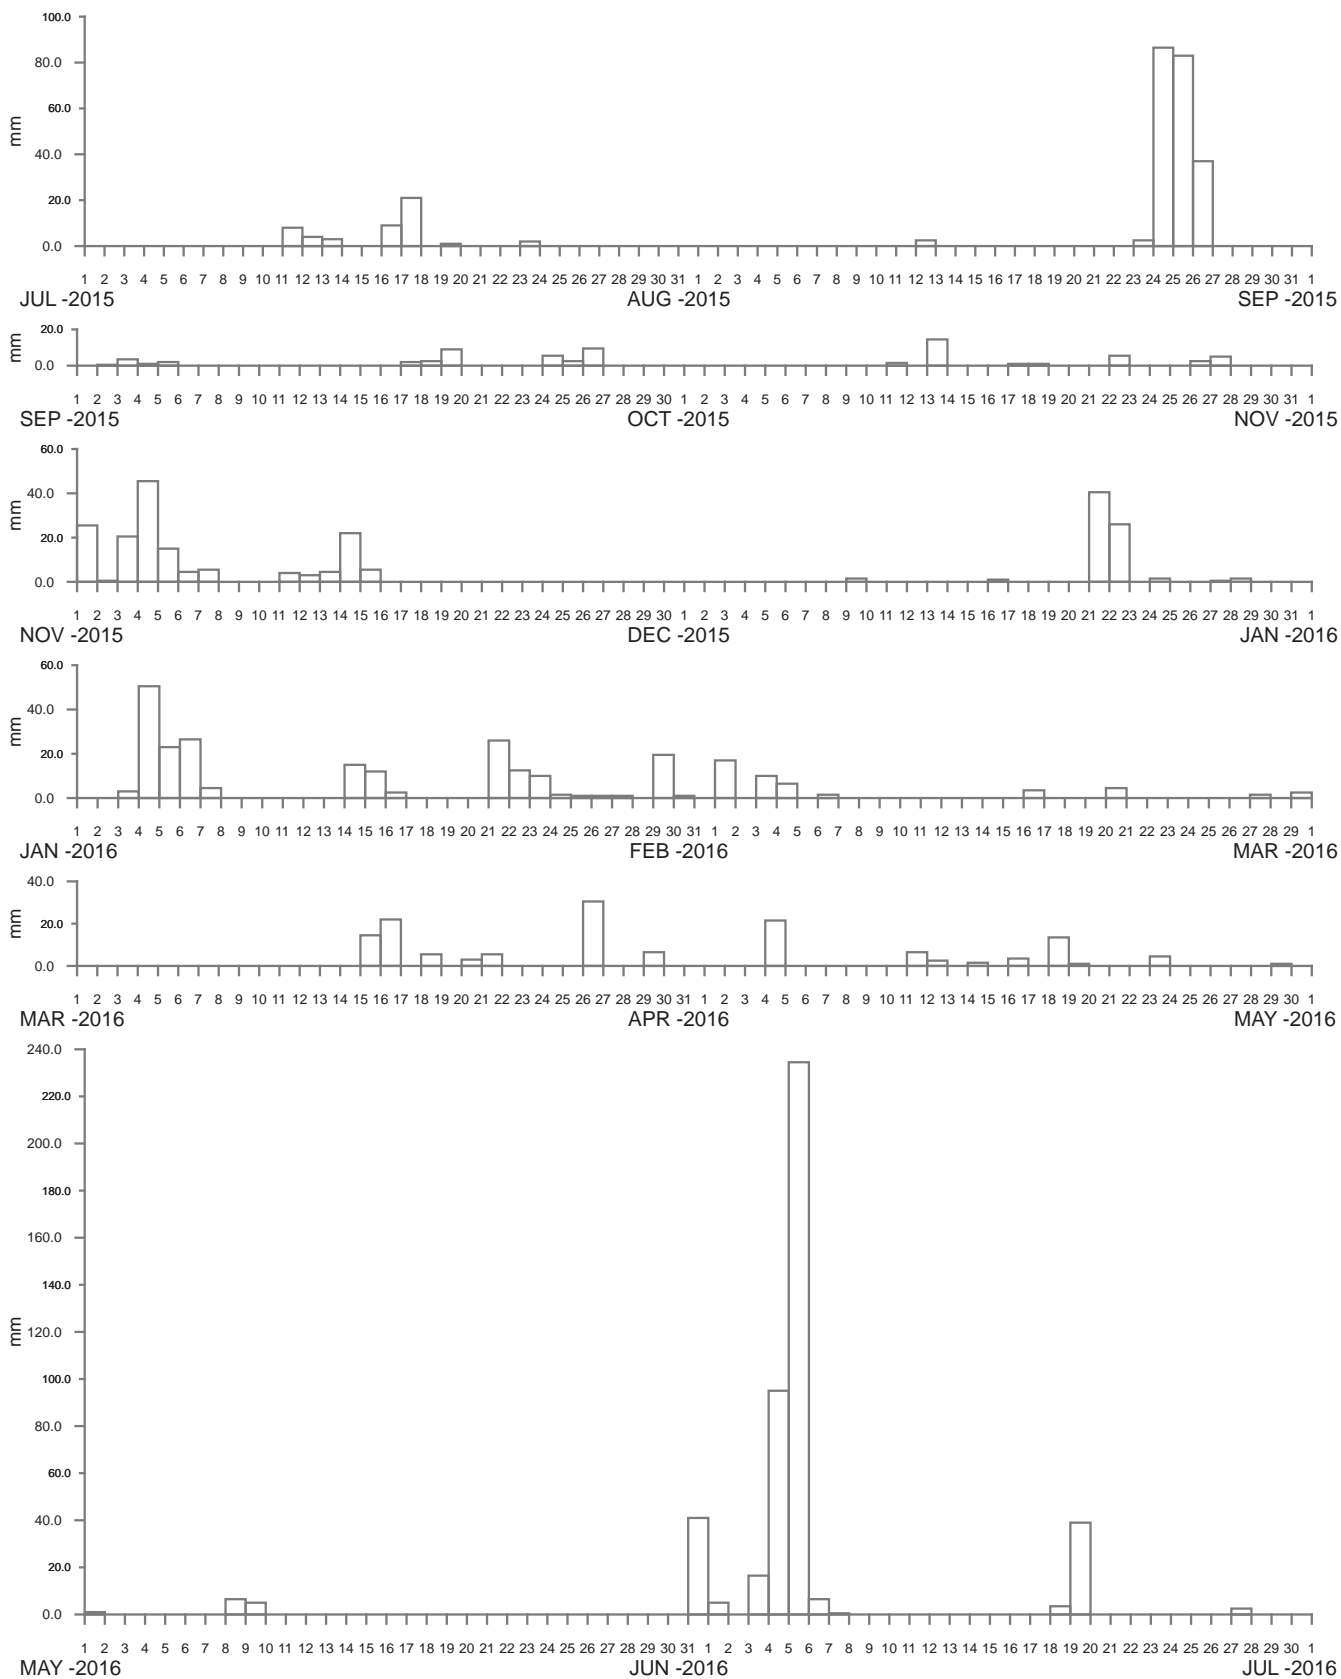 100.0
80.0
60.0
mm
40.0
20.0
0.0
1 2 3 4 5 6 7 8 9 10 11 12 13 14 15 16 17 18 19 20 21 22 23 24 25 26 27 28 29 30 31 1 2 3 4 5 6 7 8 9 10 11 12 13 14 15 16 17 18 19 20 21 22 23 24 25 26 27 28 29 30 31 1
JUL -2015 AUG -2015 SEP -2015
20.0
mm
0.0
1 2 3 4 5 6 7 8 9 10 11 12 13 14 15 16 17 18 19 20 21 22 23 24 25 26 27 28 29 30 1 2 3 4 5 6 7 8 9 10 11 12 13 14 15 16 17 18 19 20 21 22 23 24 25 26 27 28 29 30 31 1
SEP -2015 OCT -2015 NOV -2015
60.0
40.0
mm
20.0
0.0
1 2 3 4 5 6 7 8 9 10 11 12 13 14 15 16 17 18 19 20 21 22 23 24 25 26 27 28 29 30 1 2 3 4 5 6 7 8 9 10 11 12 13 14 15 16 17 18 19 20 21 22 23 24 25 26 27 28 29 30 31 1
NOV -2015 DEC -2015 JAN -2016
60.0
40.0
mm
20.0
0.0
1 2 3 4 5 6 7 8 9 10 11 12 13 14 15 16 17 18 19 20 21 22 23 24 25 26 27 28 29 30 31 1 2 3 4 5 6 7 8 9 10 11 12 13 14 15 16 17 18 19 20 21 22 23 24 25 26 27 28 29 1
JAN -2016 FEB -2016 MAR -2016
40.0
mm
20.0
0.0
1 2 3 4 5 6 7 8 9 10 11 12 13 14 15 16 17 18 19 20 21 22 23 24 25 26 27 28 29 30 31 1 2 3 4 5 6 7 8 9 10 11 12 13 14 15 16 17 18 19 20 21 22 23 24 25 26 27 28 29 30 1
MAR -2016 APR -2016 MAY -2016
240.0
220.0
200.0
180.0
160.0
140.0
mm
120.0
100.0
80.0
60.0
40.0
20.0
0.0
1 2 3 4 5 6 7 8 9 10 11 12 13 14 15 16 17 18 19 20 21 22 23 24 25 26 27 28 29 30 31 1 2 3 4 5 6 7 8 9 10 11 12 13 14 15 16 17 18 19 20 21 22 23 24 25 26 27 28 29 30 1
MAY -2016 JUN -2016 JUL -2016